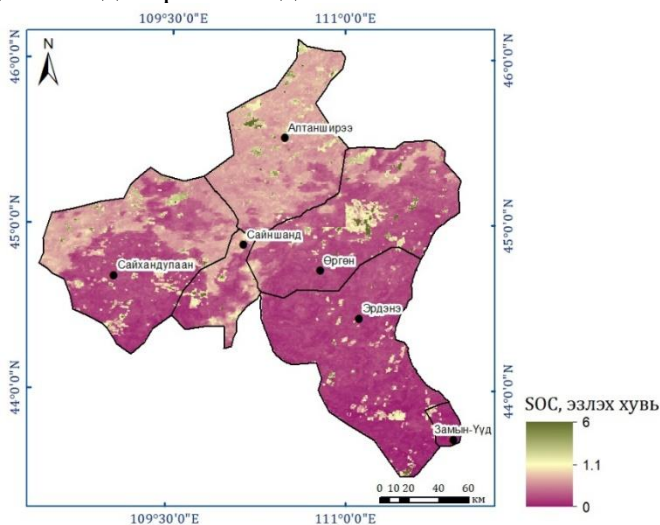 109°3'0"E
111°0'0"E
46°0'0"N
46°0'0"N
N
Алтанширээ
45°0'0"N
45°0'0"N
Сайншанд
Сайхандулаан
Өргөн
Эрдэнэ
44°0'0"N
44°0'0"N
SOC, эзлэх хувь
6
Замын-Үүд
1.1
0 10 20 40 60
км
0
109°3'0"E
111°0'0"E